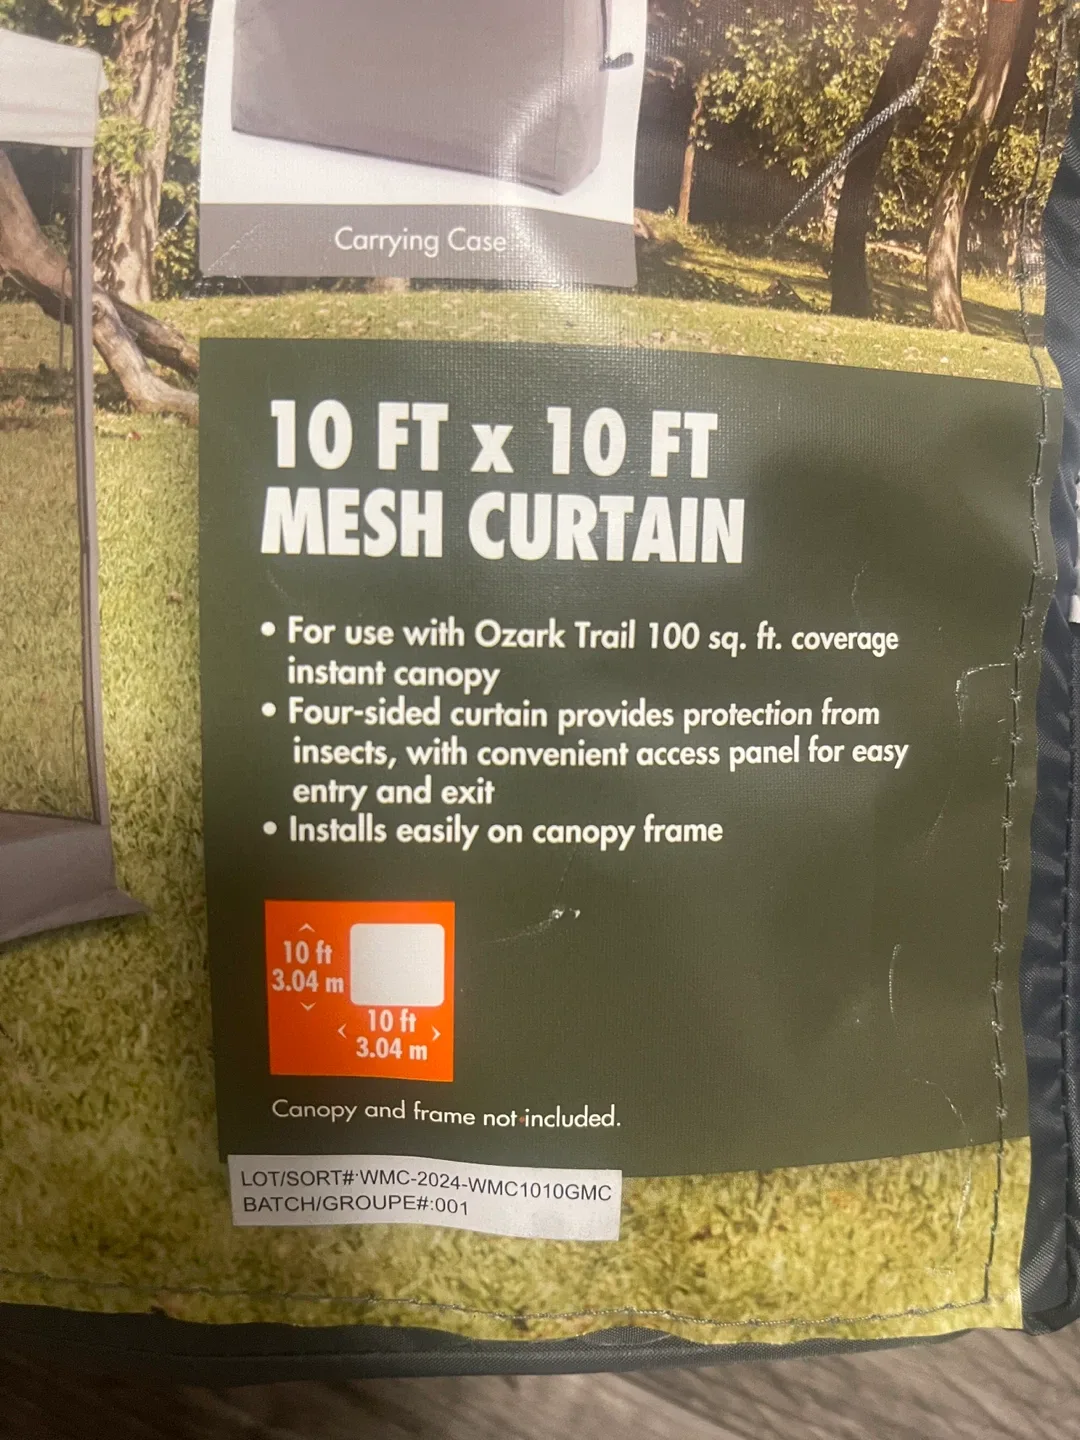 Carrying Case
10 FT x 10 FT
MESH CURTAIN
• For use with Ozark Trail 100 sq. ft. coverage
instant canopy
• Four-sided curtain provides protection from
insects, with convenient access panel for easy
entry and exit
• Installs easily on canopy frame
10 ft
3.04 m
10 ft
3.04 m
Canopy and frame not included.
LOT/SORT#:WMC-2024-WMC1010GMC
BATCH/GROUPE#:001